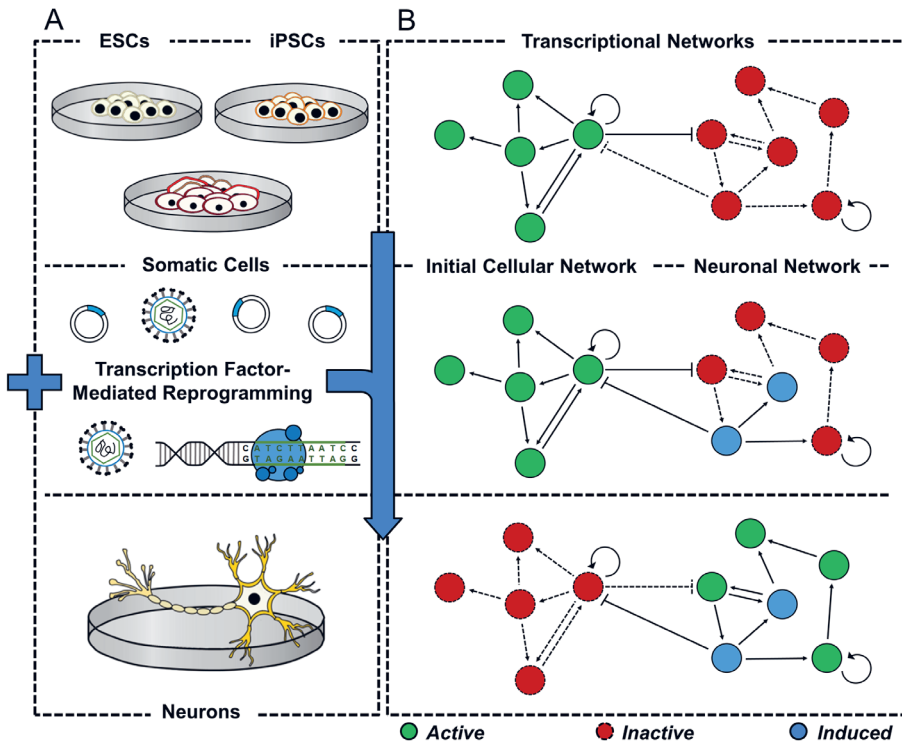 A
B
ESCs
iPSCs
Transcriptional Networks
Somatic Cells
Initial Cellular Network
Neuronal Network
Transcription Factor-
Mediated Reprogramming
CATCTTAATCC
GTAGAATTAGG
Neurons
Active
Inactive
Induced